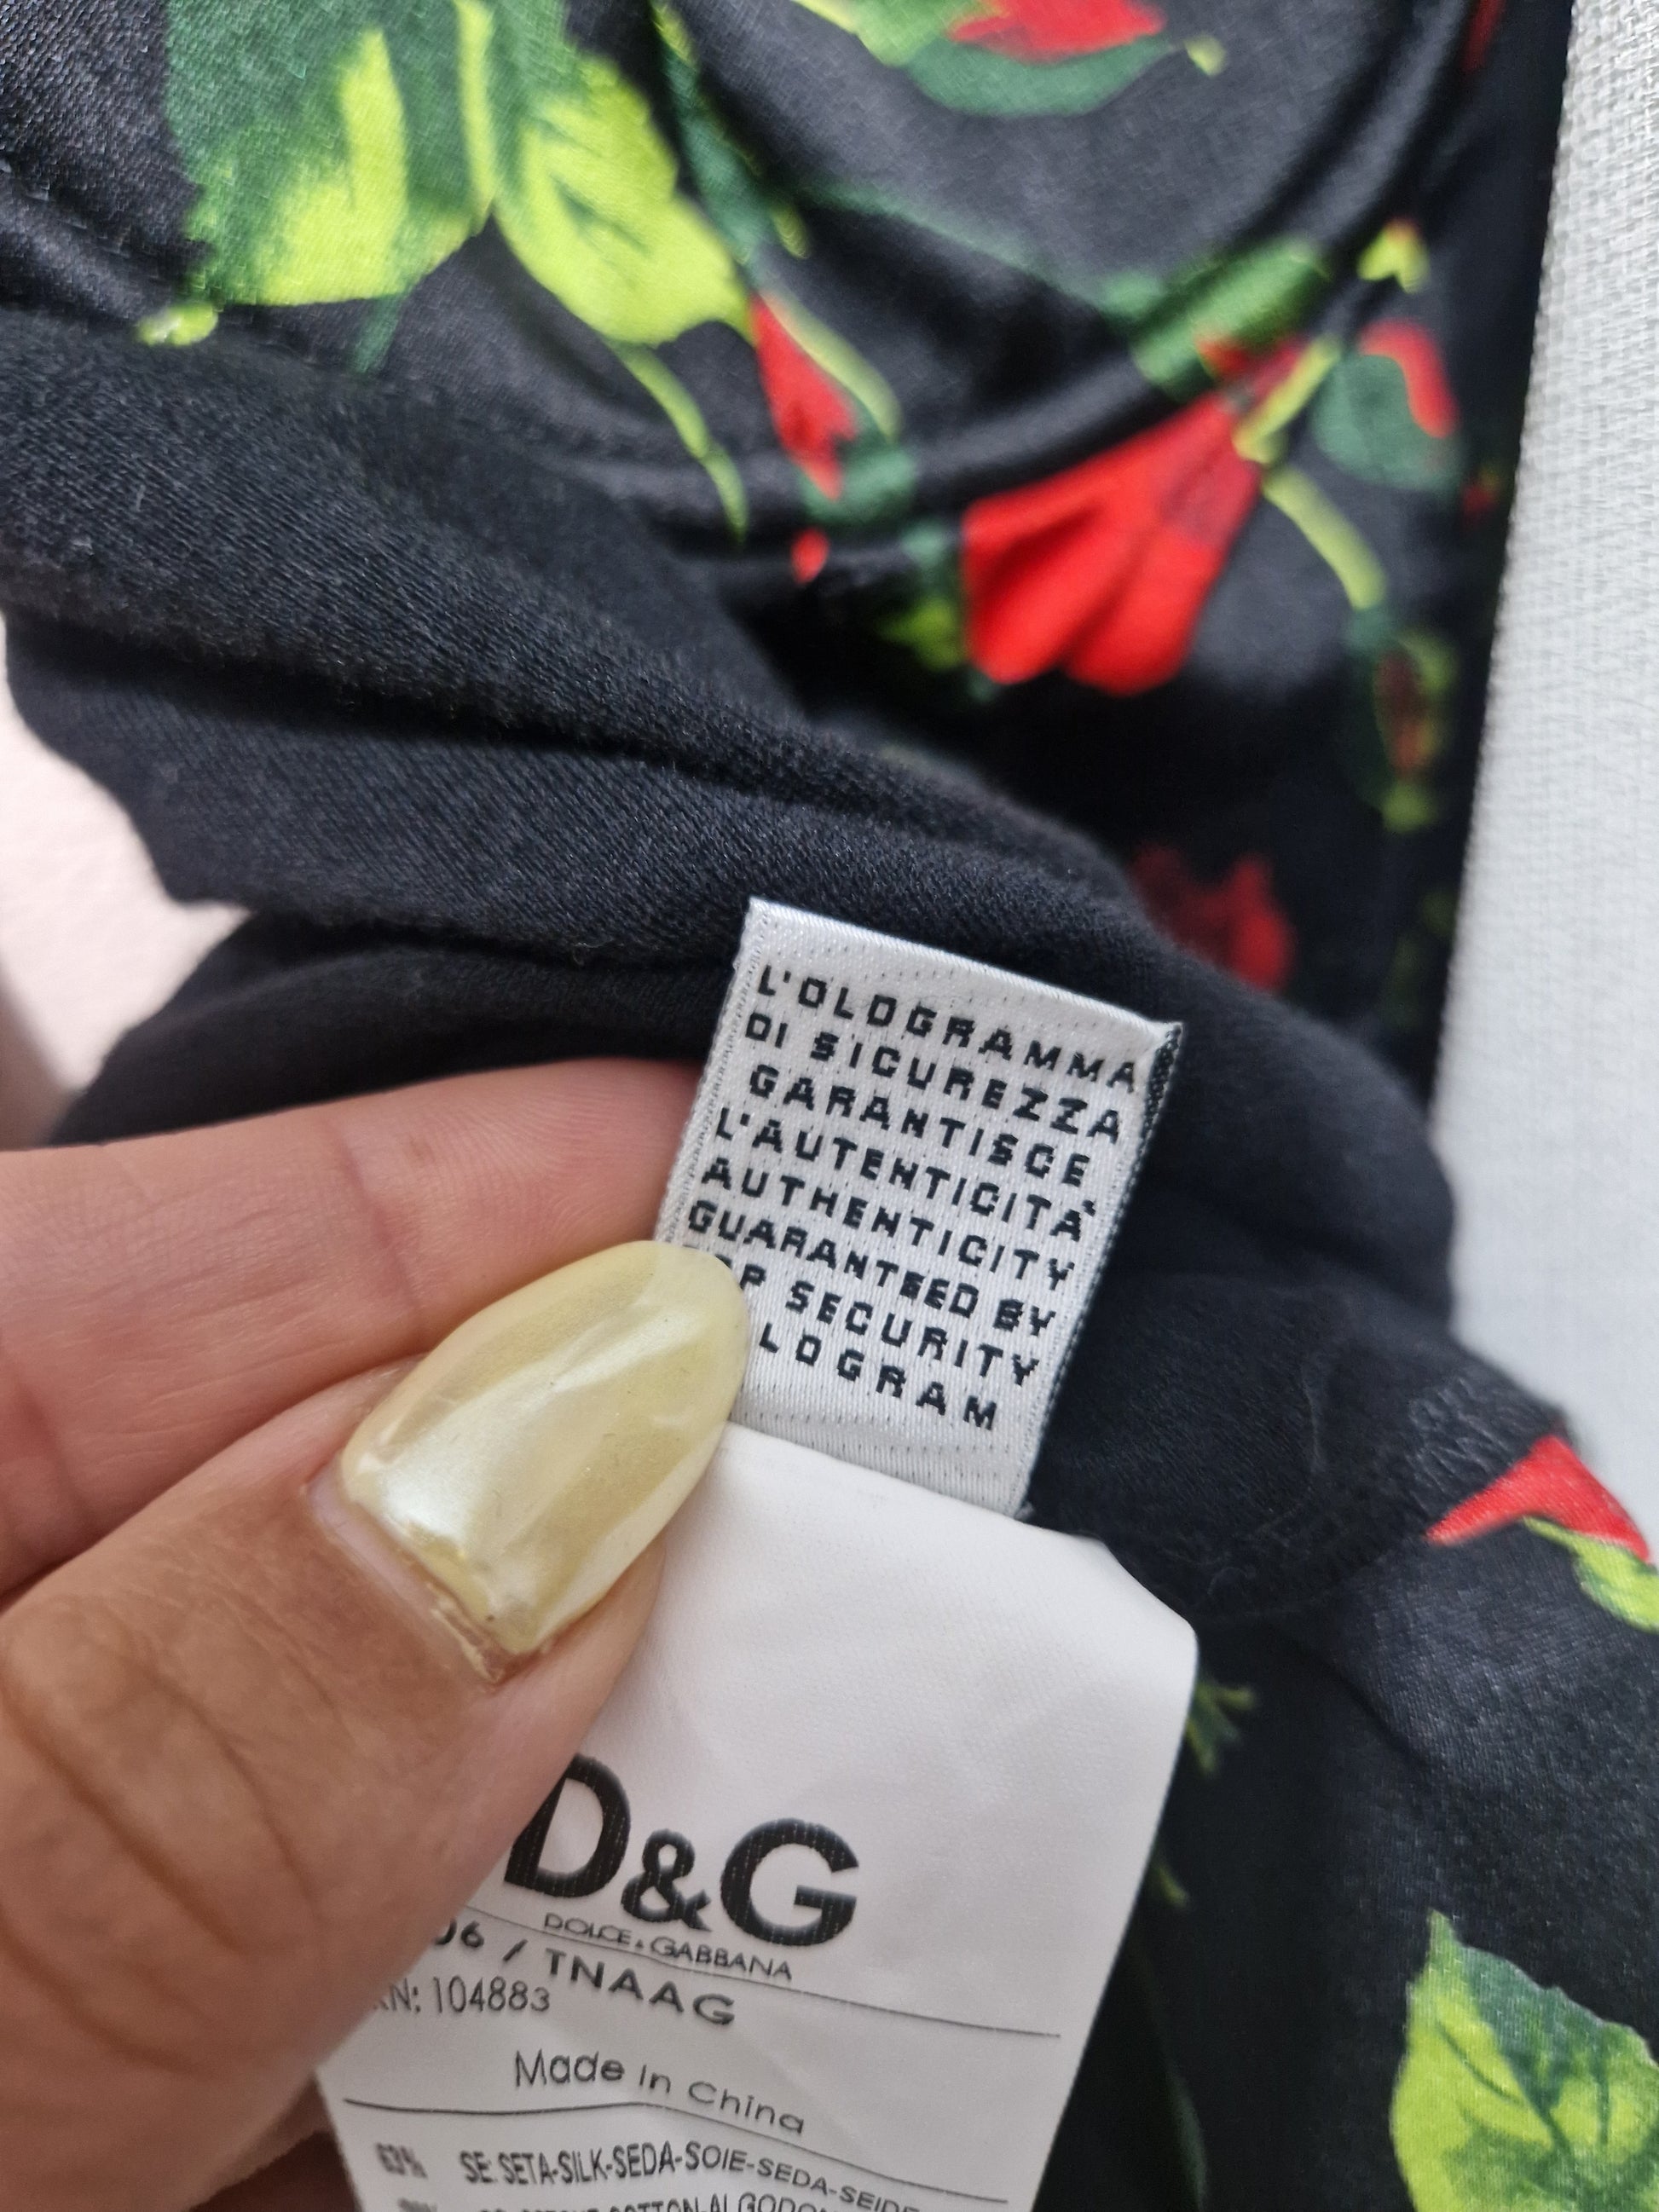 L'OLOGRAMMA
DI SICUREZZA
GARANTISCE
L'AUTENTICITA'
AUTHENTICITY
GUARANTEED BY
SECURITY
D&G
DOLCE & GABBANA
/ TNAAG
104883
Made in China
63% SE: SETA-SILK-SEDA-SOIE-SEDA-SEIDE